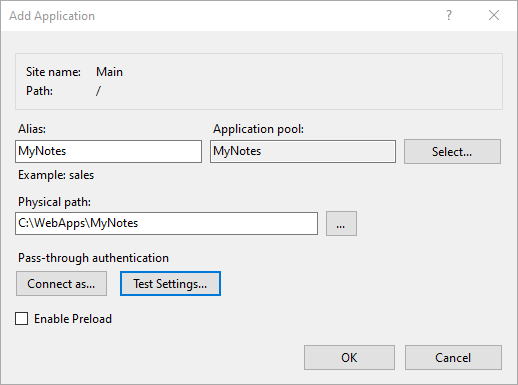 Add Application
?
Site name: Main
Path: /
Alias: Application pool:
MyNotes MyNotes Select...
Example: sales
Physical path:
C:\WebApps\MyNotes ...
Pass-through authentication
Connect as... Test Settings...
Enable Preload
OK Cancel